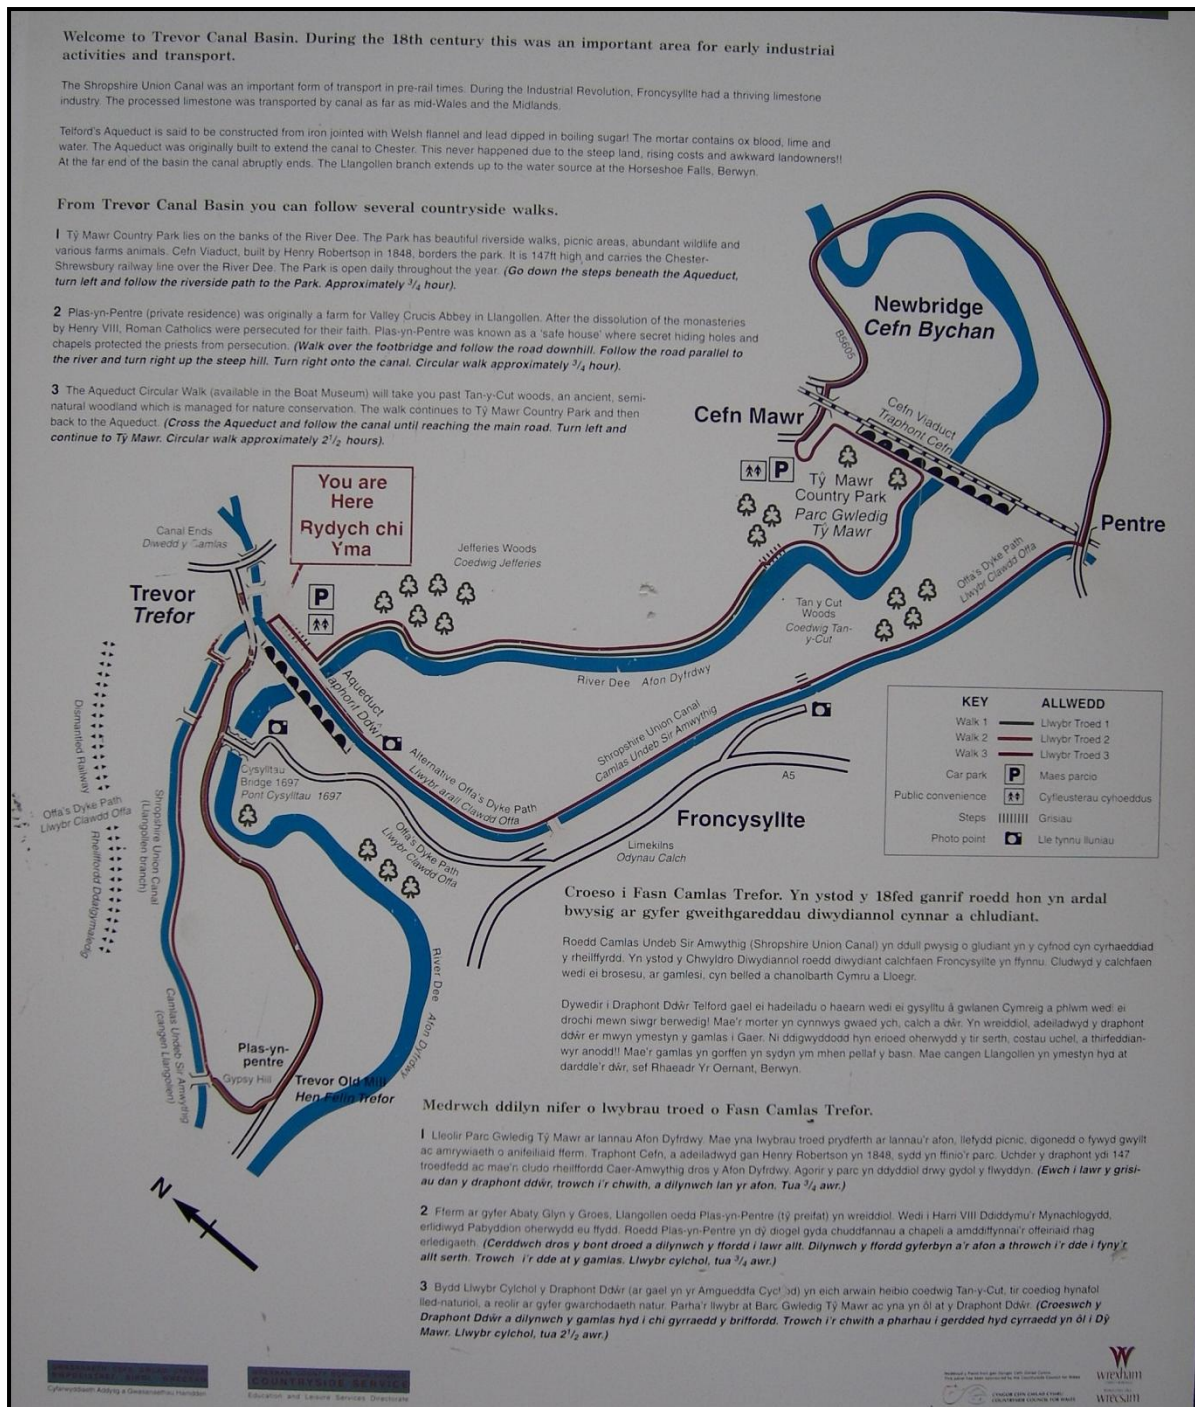 Welcome to Trevor Canal Basin. During the 18th century this was an important area for early industrial
activities and transport.
The Shropshire Union Canal was an important form of transport in pre-rail times. During the Industrial Revolution, Froncysyllte had a thriving limestone
industry. The processed limestone was transported by canal as far as mid-Wales and the Midlands.
Telford's Aqueduct is said to be constructed from iron jointed with Welsh flannel and lead dipped in boiling sugar! The mortar contains ox blood, lime and
water. The Aqueduct was originally built to extend the canal to Chester. This never happened due to the steep land, rising costs and awkward landowners!!
At the far end of the basin the canal abruptly ends. The Llangollen branch extends up to the water source at the Horseshoe Falls, Berwyn.
From Trevor Canal Basin you can follow several countryside walks.
1 Tŷ Mawr Country Park lies on the banks of the River Dee. The Park has beautiful riverside walks, picnic areas, abundant wildlife and
various farms animals. Cefn Viaduct, built by Henry Robertson in 1848, borders the park. It is 147ft high and carries the Chester-
Shrewsbury railway line over the River Dee. The Park is open daily throughout the year. (Go down the steps beneath the Aqueduct,
turn left and follow the riverside path to the Park. Approximately 3/4 hour).
2 Plas-yn-Pentre (private residence) was originally a farm for Valley Crucis Abbey in Llangollen. After the dissolution of the monasteries
by Henry VIII, Roman Catholics were persecuted for their faith. Plas-yn-Pentre was known as a 'safe house' where secret hiding holes and
chapels protected the priests from persecution. (Walk over the footbridge and follow the road downhill. Follow the road parallel to
the river and turn right up the steep hill. Turn right onto the canal. Circular walk approximately 3/4 hour).
3 The Aqueduct Circular Walk (available in the Boat Museum) will take you past Tan-y-Cut woods, an ancient, semi-
natural woodland which is managed for nature conservation. The walk continues to Tŷ Mawr Country Park and then
back to the Aqueduct. (Cross the Aqueduct and follow the canal until reaching the main road. Turn left and
continue to Tŷ Mawr. Circular walk approximately 2 1/2 hours).
Newbridge
Cefn Bychan
B5605
Cefn Mawr
Cefn Viaduct
Traphont Cefn
P
Tŷ Mawr
Country Park
Parc Gwledig
Tŷ Mawr
Pentre
You are
Here
Rydych chi
Yma
Canal Ends
Diwedd y Camlas
Trevor
Trefor
P
Jefferies Woods
Coedwig Jefferies
Tan y Cut
Woods
Coedwig Tan-
y-Cut
Offa's Dyke Path
Llwybr Clawdd Offa
River Dee Afon Dyfrdwy
Aqueduct
Traphont Ddŵr
Shropshire Union Canal
Camlas Undeb Sir Amwythig
Alternative Offa's Dyke Path
Llwybr arall Clawdd Offa
Dismantled Railway
Offa's Dyke Path
Llwybr Clawdd Offa
Rheilffordd Ddatgymaledig
Shropshire Union Canal
(Llangollen branch)
Cysylltau
Bridge 1697
Pont Cysylltau 1697
Offa's Dyke Path
Llwybr Clawdd Offa
A5
Froncysyllte
Limekilns
Odynau Calch
KEY ALLWEDD
Walk 1 Llwybr Troed 1
Walk 2 Llwybr Troed 2
Walk 3 Llwybr Troed 3
Car park P Maes parcio
Public convenience Cyfleusterau cyhoeddus
Steps Grisiau
Photo point Lle tynnu lluniau
River Dee Afon Dyfrdwy
Camlas Undeb Sir Amwythig
(cangen Llangollen)
Plas-yn-
pentre
Gypsy Hill
Trevor Old Mill
Hen Felin Trefor
N
Croeso i Fasn Camlas Trefor. Yn ystod y 18fed ganrif roedd hon yn ardal
bwysig ar gyfer gweithgareddau diwydiannol cynnar a chludiant.
Roedd Camlas Undeb Sir Amwythig (Shropshire Union Canal) yn ddull pwysig o gludiant yn y cyfnod cyn cyrhaeddiad
y rheilffyrdd. Yn ystod y Chwyldro Diwydiannol roedd diwydiant calchfaen Froncysyllte yn ffynnu. Cludwyd y calchfaen
wedi ei brosesu, ar gamlesi, cyn belled a chanolbarth Cymru a Lloegr.
Dywedir i Draphont Ddŵr Telford gael ei hadeiladu o haearn wedi ei gysylltu â gwlanen Cymreig a phlwm wedi ei
drochi mewn siwgr berwedig! Mae'r morter yn cynnwys gwaed ych, calch a dŵr. Yn wreiddiol, adeiladwyd y draphont
ddŵr er mwyn ymestyn y gamlas i Gaer. Ni ddigwyddodd hyn erioed oherwydd y tir serth, costau uchel, a thirfeddian-
wyr anodd!! Mae'r gamlas yn gorffen yn sydyn ym mhen pellaf y basn. Mae cangen Llangollen yn ymestyn hyd at
darddle'r dŵr, sef Rhaeadr Yr Oernant, Berwyn.
Medrwch ddilyn nifer o lwybrau troed o Fasn Camlas Trefor.
1 Lleolir Parc Gwledig Tŷ Mawr ar lannau Afon Dyfrdwy. Mae yna lwybrau troed prydferth ar lannau'r afon, llefydd picnic, digonedd o fywyd gwyllt
ac amrywiaeth o anifeiliaid fferm. Traphont Cefn, a adeiladwyd gan Henry Robertson yn 1848, sydd yn ffinio'r parc. Uchder y draphont ydi 147
troedfedd ac mae'n cludo rheilffordd Caer-Amwythig dros y Afon Dyfrdwy. Agorir y parc yn ddyddiol drwy gydol y flwyddyn. (Ewch i lawr y grisi-
au dan y draphont ddŵr, trowch i'r chwith, a dilynwch lan yr afon. Tua 3/4 awr.)
2 Fferm ar gyfer Abaty Glyn y Groes, Llangollen oedd Plas-yn-Pentre (tŷ preifat) yn wreiddiol. Wedi i Harri VIII Ddiddymu'r Mynachlogydd,
erlidiwyd Pabyddion oherwydd eu ffydd. Roedd Plas-yn-Pentre yn dŷ diogel gyda chuddfannau a chapeli a amddiffynnai'r offeiriaid rhag
erledigaeth. (Cerddwch dros y bont droed a dilynwch y ffordd i lawr allt. Dilynwch y ffordd gyferbyn a'r afon a throwch i'r dde i fyny'r
allt serth. Trowch i'r dde at y gamlas. Llwybr cylchol, tua 3/4 awr.)
3 Bydd Llwybr Cylchol y Draphont Ddŵr (ar gael yn yr Amgueddfa Cychod) yn eich arwain heibio coedwig Tan-y-Cut, tir coediog hynafol
lled-naturiol, a reolir ar gyfer gwarchodaeth natur. Parha'r llwybr at Barc Gwledig Tŷ Mawr ac yna yn ôl at y Draphont Ddŵr. (Croeswch y
Draphont Ddŵr a dilynwch y gamlas hyd i chi gyrraedd y briffordd. Trowch i'r chwith a pharhau i gerdded hyd cyrraedd yn ôl i Dŷ
Mawr. Llwybr cylchol, tua 2 1/2 awr.)
COUNTRYSIDE SERVICE
Education and Leisure Services Directorate
CYNGOR CEFN GWLAD CYMRU
COUNTRYSIDE COUNCIL FOR WALES
wrexham
wrecsam